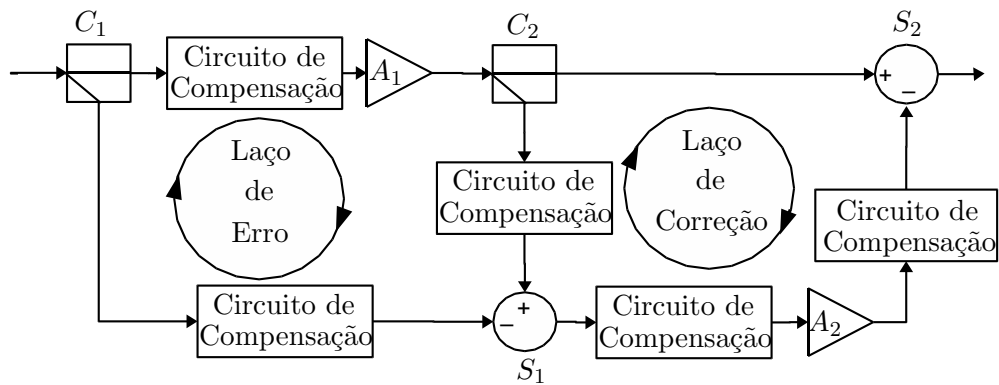 C1
C2
S2
Circuito de
Compensação
A1
+
−
Laço
de
Erro
Circuito de
Compensação
Laço
de
Correção
Circuito de
Compensação
Circuito de
Compensação
+
−
S1
Circuito de
Compensação
A2